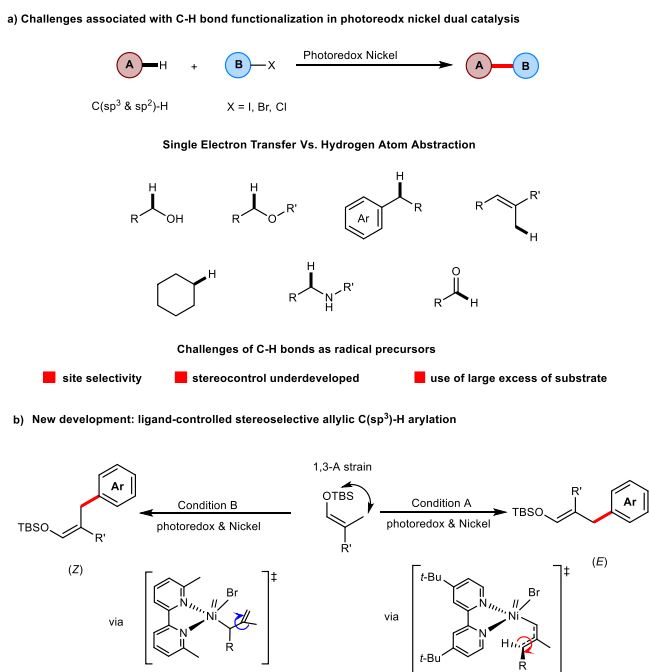 a) Challenges associated with C-H bond functionalization in photoreodx nickel dual catalysis
A H + B X Photoredox Nickel A B
C(sp³ & sp²)-H X = I, Br, Cl
Single Electron Transfer Vs. Hydrogen Atom Abstraction
H R OH
H R O R'
H Ar R
R R' H
H
H R N H R'
O R H
Challenges of C-H bonds as radical precursors
site selectivity stereocontrol underdeveloped use of large excess of substrate
b) New development: ligand-controlled stereoselective allylic C(sp³)-H arylation
Ar TBSO R'
(Z)
Condition B
photoredox & Nickel
1,3-A strain
OTBS
R'
Condition A
photoredox & Nickel
R' TBSO Ar
(E)
via
N N II Ni Br R ‡
via
t-Bu t-Bu N N II Ni Br H R ‡